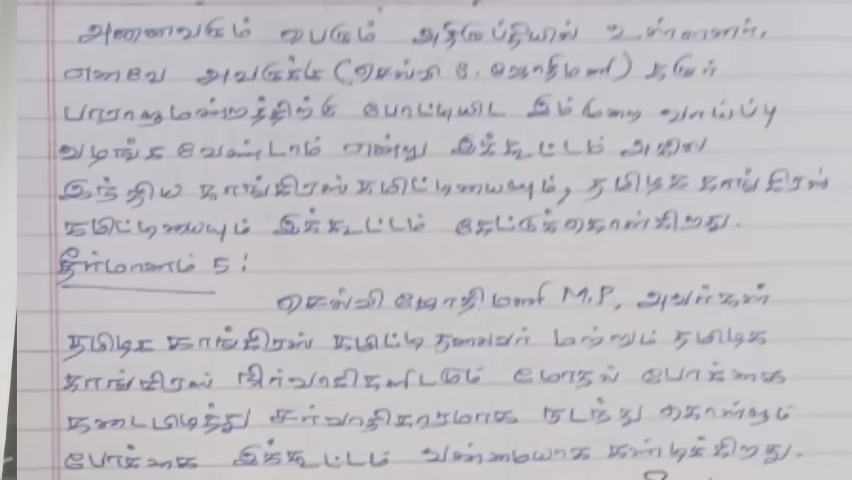 அனைவரும் பெரும் அதிருப்தியில் உள்ளனர்.
எனவே அவருக்கு (செல்வி சே. ஜோதிமணி) கரூர்
பாராளுமன்றத்திற்கு போட்டியிட இம்முறை வாய்ப்பு
வழங்க வேண்டாம் என்று இக்கூட்டம் அகில
இந்திய காங்கிரஸ் கமிட்டியையும், தமிழக காங்கிரஸ்
கமிட்டியையும் இக்கூட்டம் கேட்டுக்கொள்கிறது.
தீர்மானம் 5:
செல்வி ஜோதிமணி M.P. அவர்கள்
தமிழக காங்கிரஸ் கமிட்டி தலைவர் மற்றும் தமிழக
காங்கிரஸ் நிர்வாகிகளிடமும் மோதல் போக்கை
கடைபிடித்து சர்வாதிகாரமாக நடந்து கொள்ளும்
போக்கை இக்கூட்டம் வன்மையாக கண்டிக்கிறது.